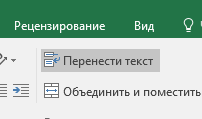 Рецензирование Вид
Перенести текст
Объединить и поместить